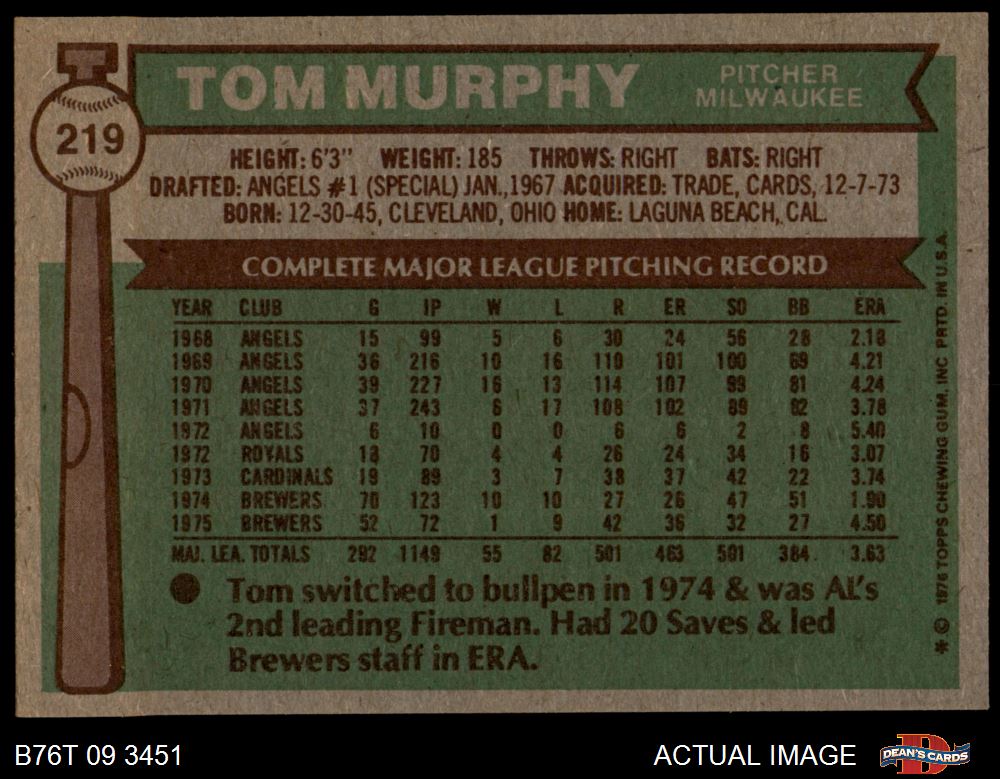 TOM MURPHY
PITCHER
MILWAUKEE
219
HEIGHT: 6'3" WEIGHT: 185 THROWS: RIGHT BATS: RIGHT
DRAFTED: ANGELS #1 (SPECIAL) JAN., 1967 ACQUIRED: TRADE, CARDS, 12-7-73
BORN: 12-30-45, CLEVELAND, OHIO HOME: LAGUNA BEACH, CAL.
COMPLETE MAJOR LEAGUE PITCHING RECORD
YEAR CLUB G IP W L R ER SO BB ERA
1968 ANGELS 15 99 5 6 30 24 56 28 2.18
1969 ANGELS 36 216 10 16 110 101 100 69 4.21
1970 ANGELS 39 227 16 13 114 107 99 81 4.24
1971 ANGELS 37 243 6 17 108 102 89 82 3.78
1972 ANGELS 6 10 0 0 6 6 2 8 5.40
1972 ROYALS 18 70 4 4 26 24 34 16 3.07
1973 CARDINALS 19 89 3 7 38 37 42 22 3.74
1974 BREWERS 70 123 10 10 27 26 47 51 1.90
1975 BREWERS 52 72 1 9 42 36 32 27 4.50
MAJ. LEA. TOTALS 292 1149 55 82 501 463 501 384 3.63
Tom switched to bullpen in 1974 & was AL's
2nd leading Fireman. Had 20 Saves & led
Brewers staff in ERA.
* © 1976 TOPPS CHEWING GUM, INC. PRTD. IN U.S.A.
B76T 09 3451
ACTUAL IMAGE
D
DEAN'S CARDS